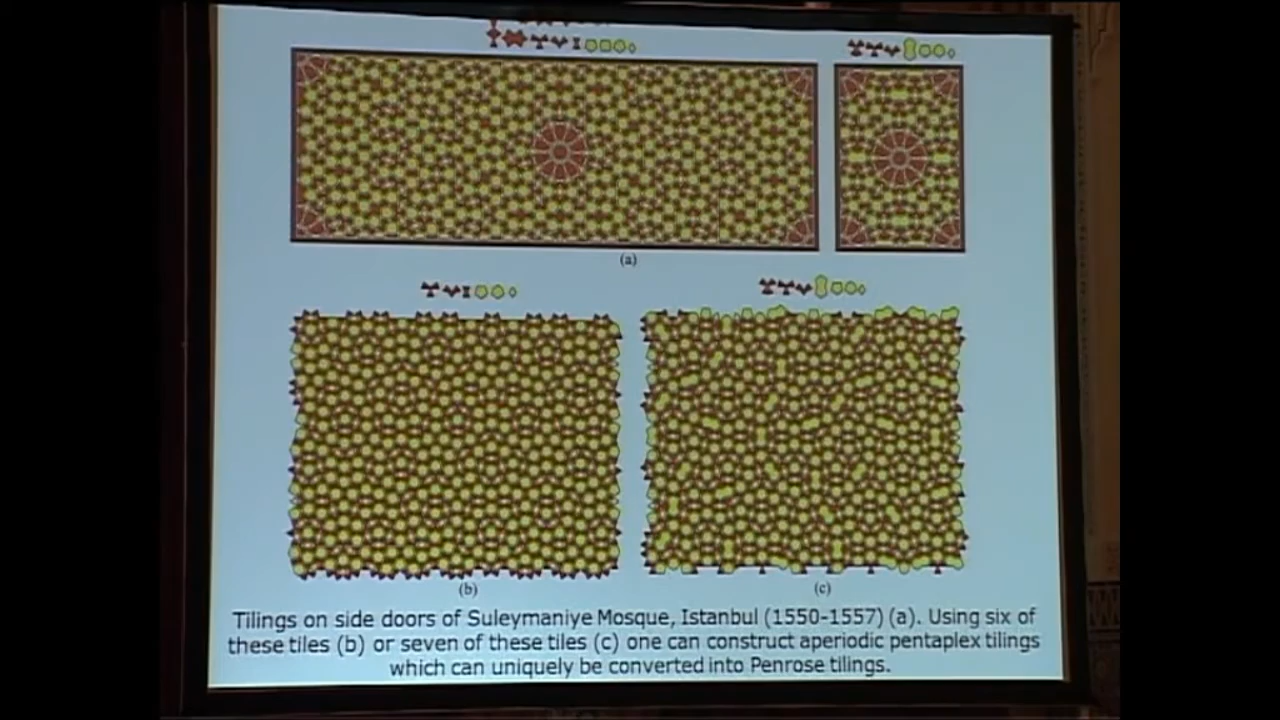 (a)
(b)
(c)
Tilings on side doors of Suleymaniye Mosque, Istanbul (1550-1557) (a). Using six of
these tiles (b) or seven of these tiles (c) one can construct aperiodic pentaplex tilings
which can uniquely be converted into Penrose tilings.